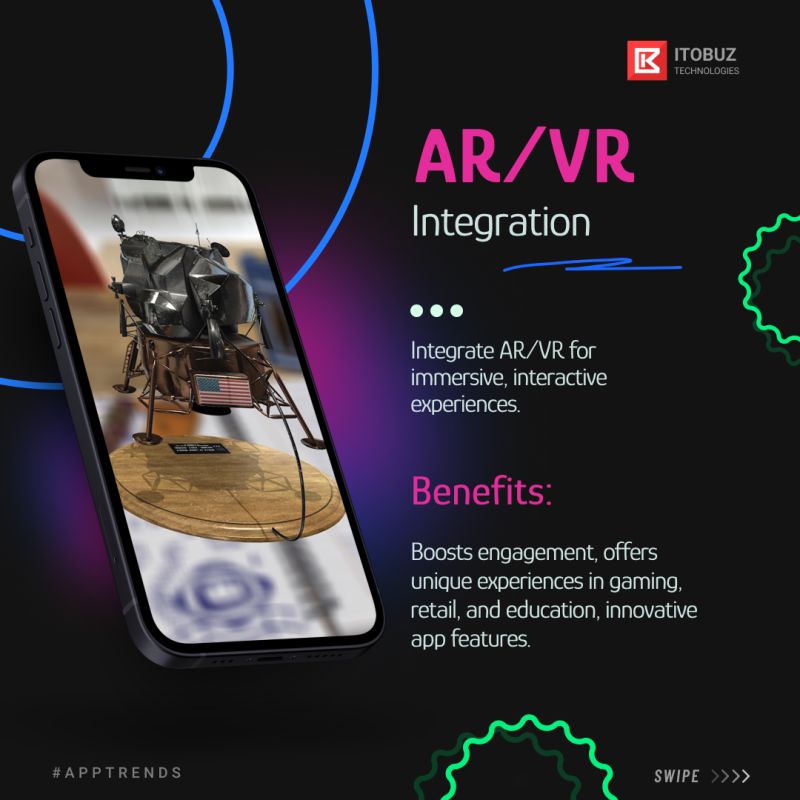 ITOBUZ
TECHNOLOGIES
AR/VR
Integration
Integrate AR/VR for
immersive, interactive
experiences.
Benefits:
Boosts engagement, offers
unique experiences in gaming,
retail, and education, innovative
app features.
#APPTRENDS
SWIPE >>>>